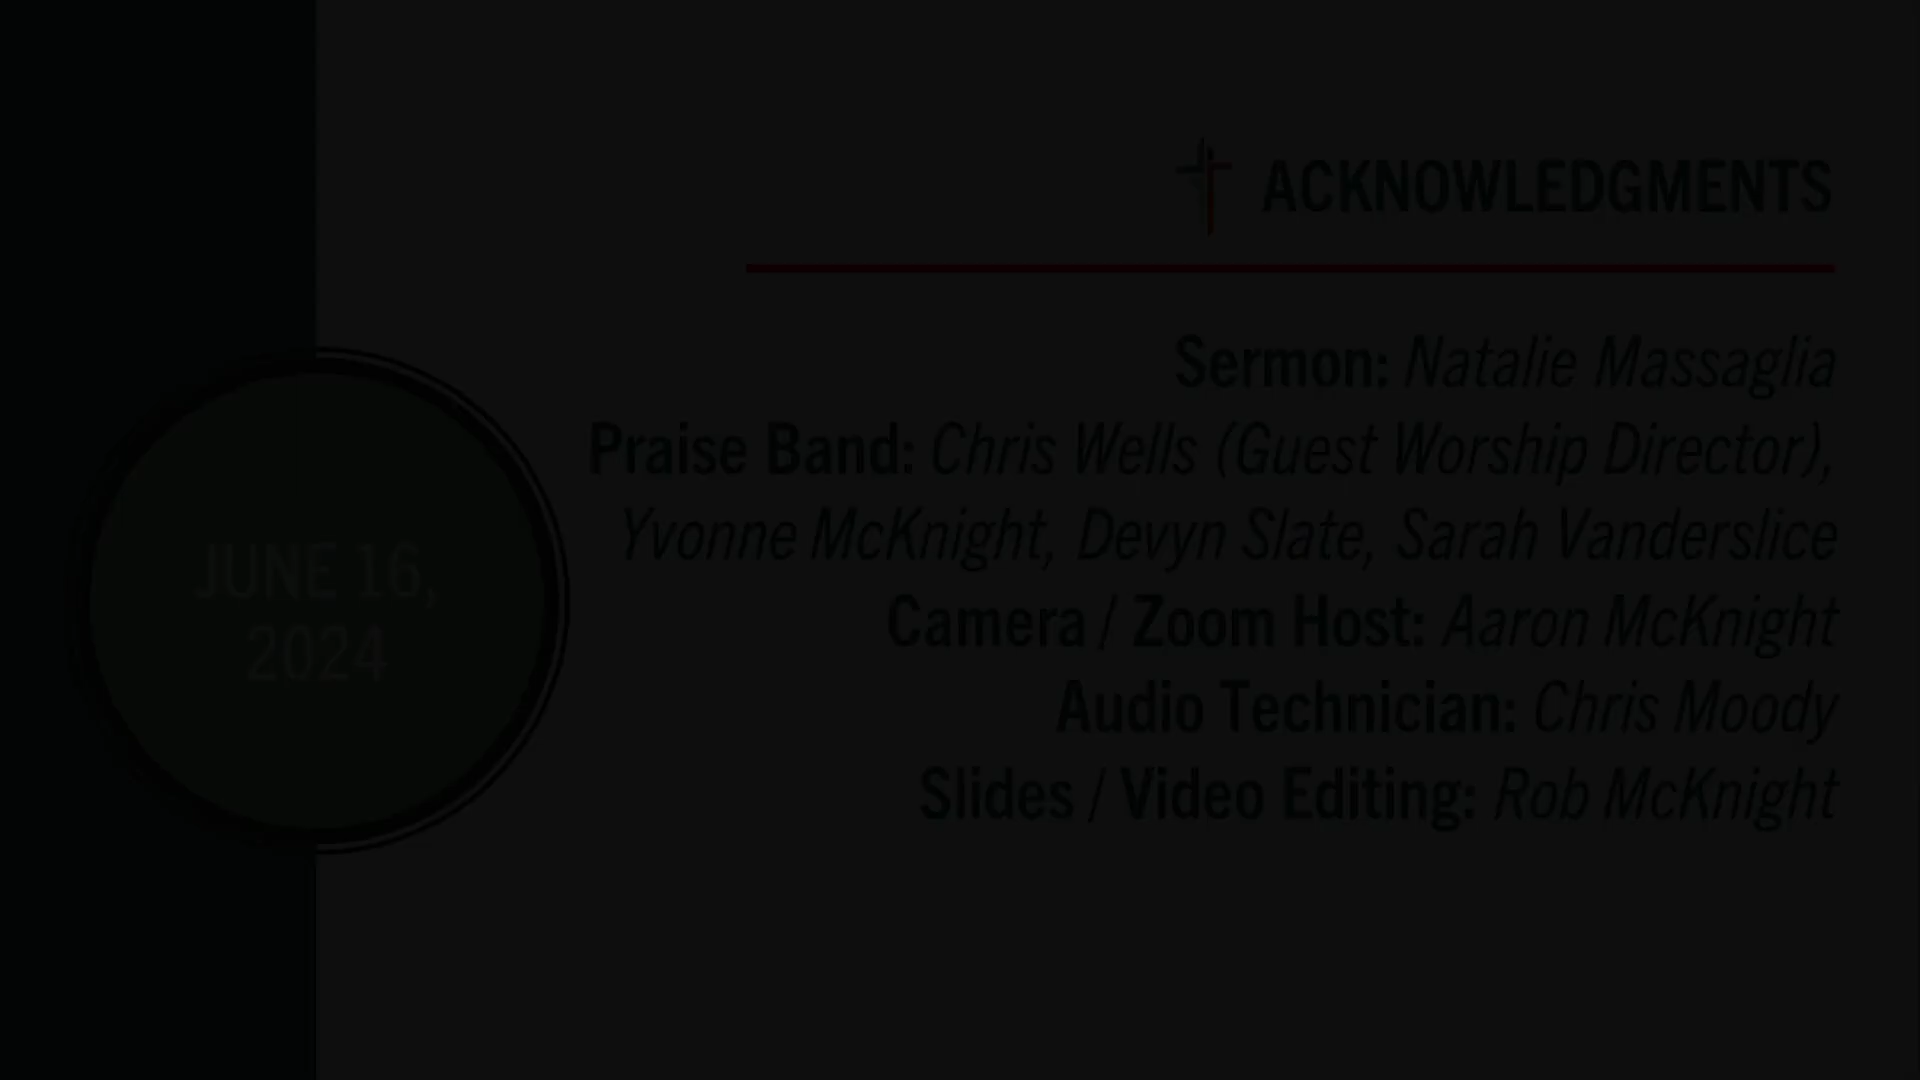 ACKNOWLEDGMENTS
Sermon: Natalie Massaglia
Praise Band: Chris Wells (Guest Worship Director),
Yvonne McKnight, Devyn Slate, Sarah Vanderslice
Camera / Zoom Host: Aaron McKnight
Audio Technician: Chris Moody
Slides / Video Editing: Rob McKnight
JUNE 16,
2024